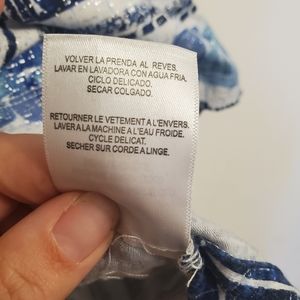 VOLVER LA PRENDA AL REVES.
LAVAR EN LAVADORA CON AGUA FRIA.
CICLO DELICADO.
SECAR COLGADO.
RETOURNER LE VETEMENT A L'ENVERS.
LAVER A LA MACHINE A L'EAU FROIDE.
CYCLE DELICAT.
SECHER SUR CORDE A LINGE.